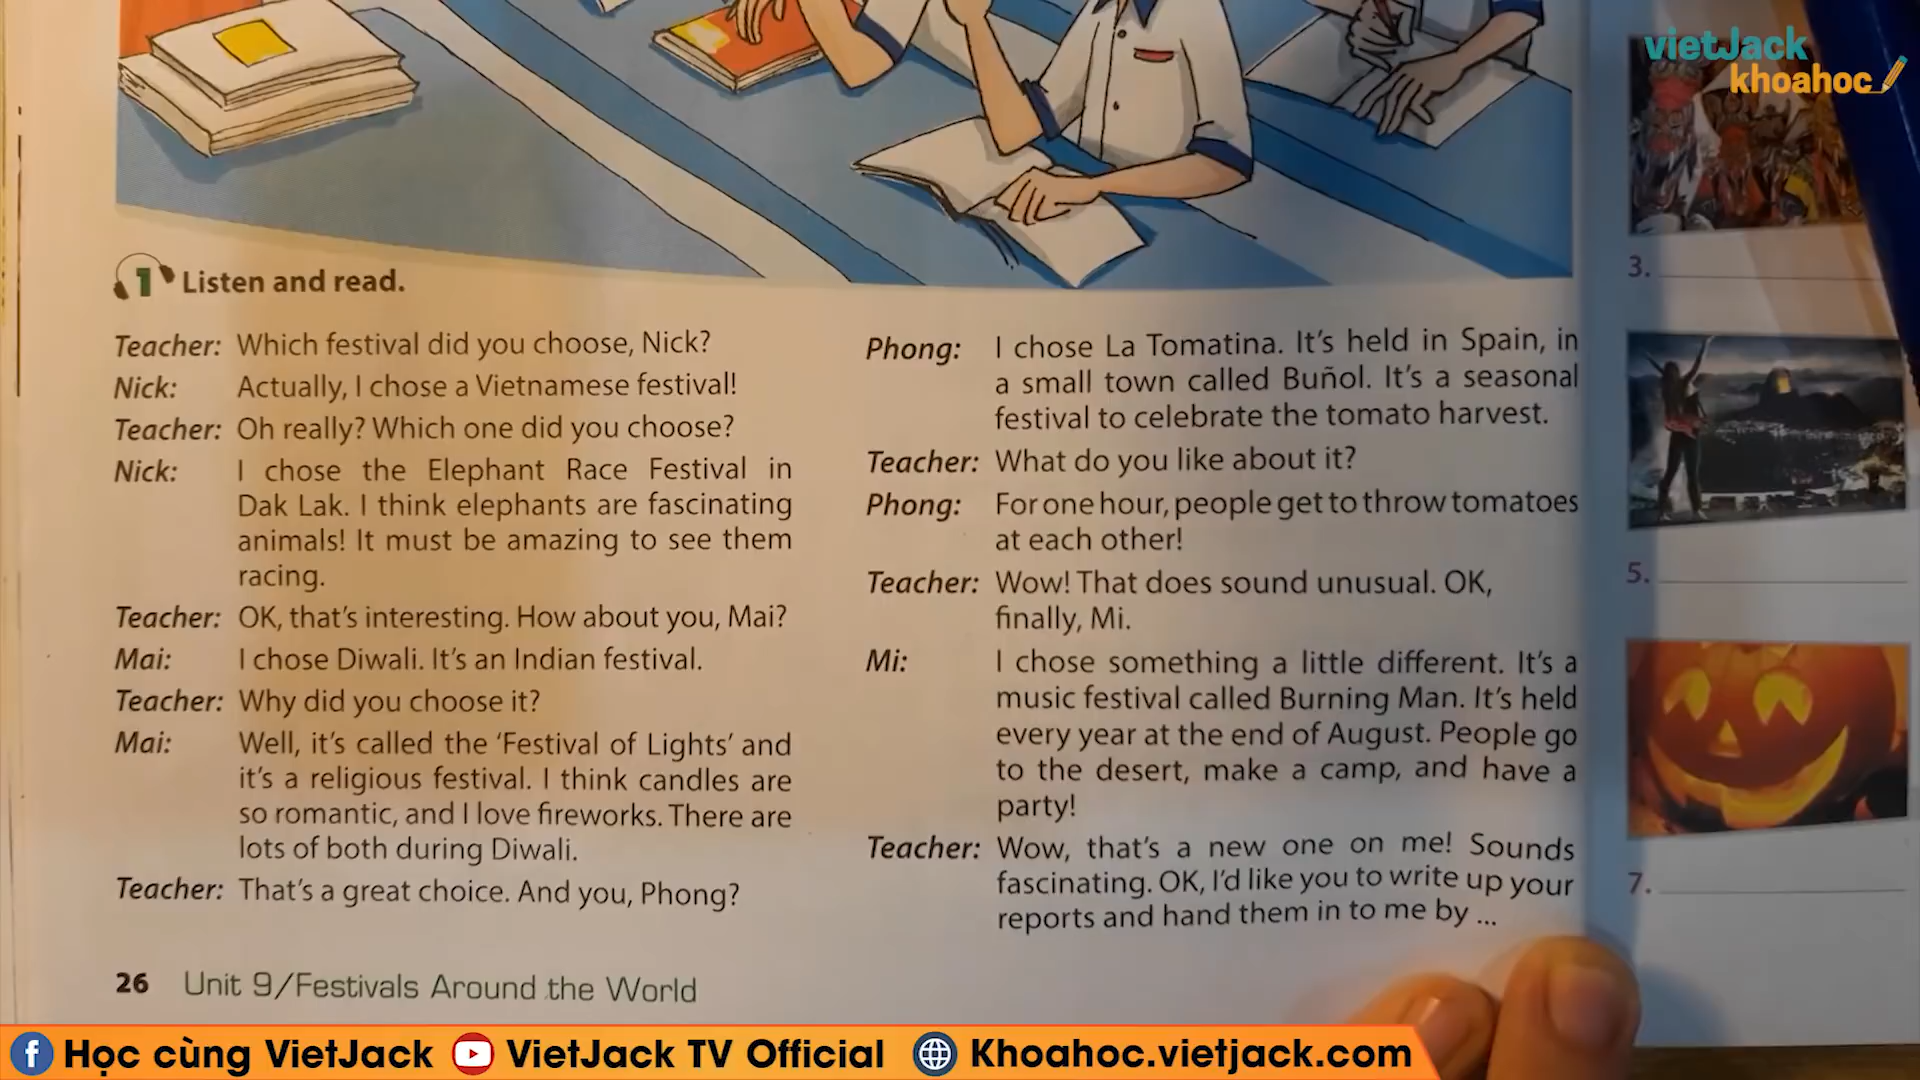 vietJack
khoahoc
1 Listen and read.
Teacher: Which festival did you choose, Nick?
Nick: Actually, I chose a Vietnamese festival!
Teacher: Oh really? Which one did you choose?
Nick: I chose the Elephant Race Festival in
Dak Lak. I think elephants are fascinating
animals! It must be amazing to see them
racing.
Teacher: OK, that's interesting. How about you, Mai?
Mai: I chose Diwali. It's an Indian festival.
Teacher: Why did you choose it?
Mai: Well, it's called the 'Festival of Lights' and
it's a religious festival. I think candles are
so romantic, and I love fireworks. There are
lots of both during Diwali.
Teacher: That's a great choice. And you, Phong?
Phong: I chose La Tomatina. It's held in Spain, in
a small town called Buñol. It's a seasonal
festival to celebrate the tomato harvest.
Teacher: What do you like about it?
Phong: For one hour, people get to throw tomatoes
at each other!
Teacher: Wow! That does sound unusual. OK,
finally, Mi.
Mi: I chose something a little different. It's a
music festival called Burning Man. It's held
every year at the end of August. People go
to the desert, make a camp, and have a
party!
Teacher: Wow, that's a new one on me! Sounds
fascinating. OK, I'd like you to write up your
reports and hand them in to me by ...
3.
5.
7.
26 Unit 9/Festivals Around the World
Học cùng VietJack VietJack TV Official Khoahoc.vietjack.com